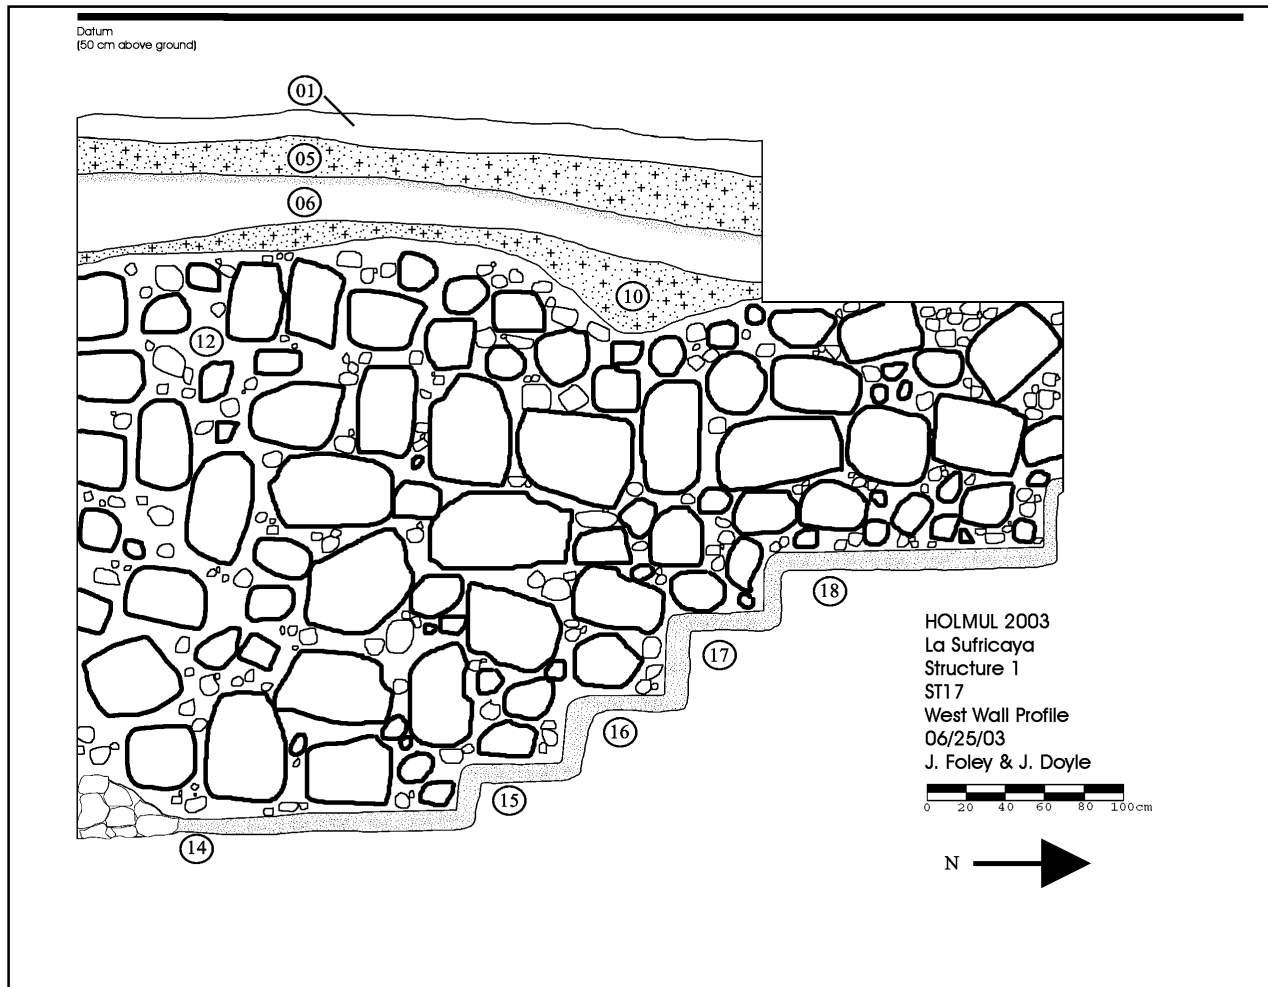 Datum
(50 cm above ground)
01
05
06
10
12
18
17
16
15
14
HOLMUL 2003
La Sufricaya
Structure 1
ST17
West Wall Profile
06/25/03
J. Foley & J. Doyle
0 20 40 60 80 100cm
N